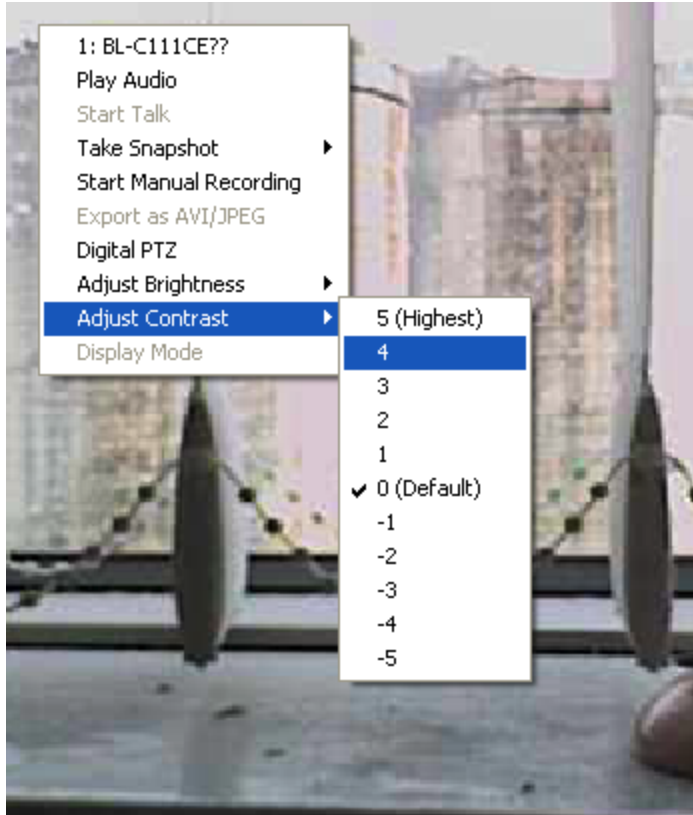 1: BL-C111CE??
Play Audio
Start Talk
Take Snapshot
Start Manual Recording
Export as AVI/JPEG
Digital PTZ
Adjust Brightness
Adjust Contrast
Display Mode
5 (Highest)
4
3
2
1
0 (Default)
-1
-2
-3
-4
-5